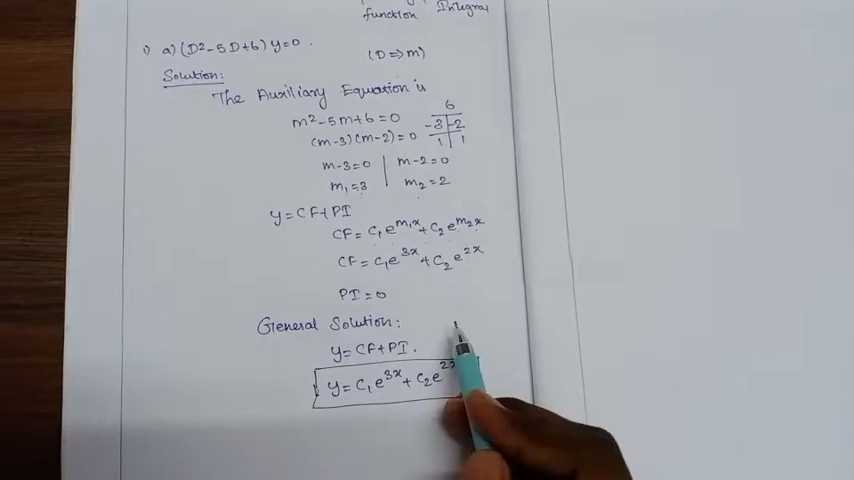 function Integral
1) a) (D²-5D+6) y=0.
(D⇒m)
Solution:
The Auxiliary Equation is
m²-5m+6=0
6
(m-3)(m-2)=0
-3 | -2
1 | 1
m-3=0 | m-2=0
m₁=3 | m₂=2
y=CF+PI
CF=C₁e^m₁x+C₂e^m₂x
CF=C₁e^3x+C₂e^2x
PI=0
General Solution:
y=CF+PI.
y=C₁e^3x+C₂e^2x